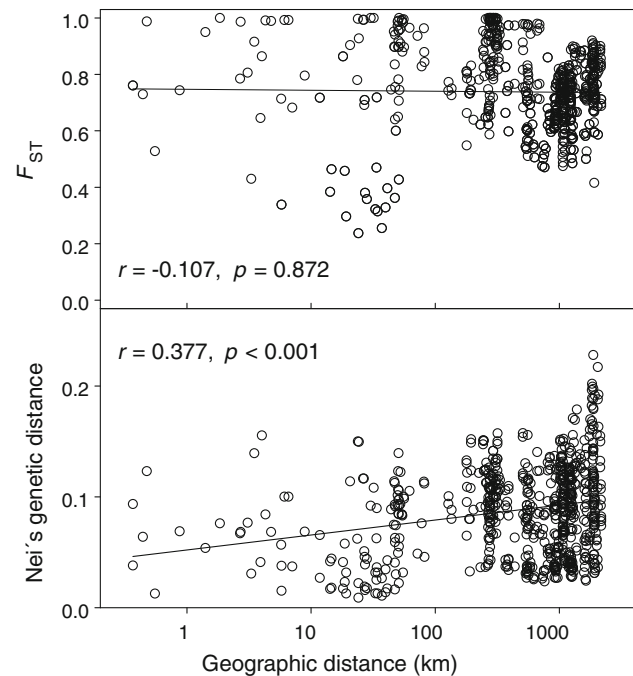 1.0
0.8
0.6
0.4
0.2
0.0
FST
r = -0.107, p = 0.872
r = 0.377, p < 0.001
0.2
0.1
0.0
Nei´s genetic distance
1 10 100 1000
Geographic distance (km)